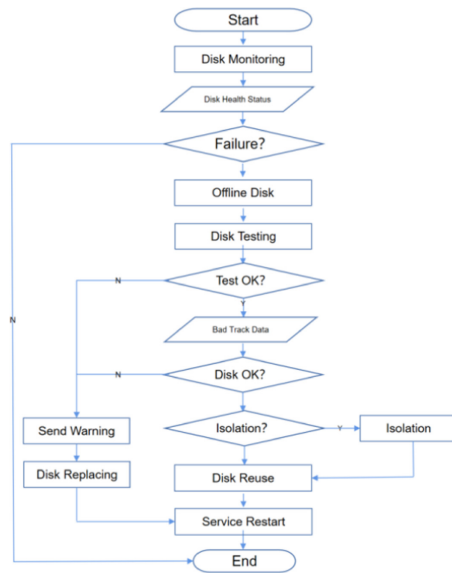 Start
Disk Monitoring
Disk Health Status
Failure?
Offline Disk
Disk Testing
N
Test OK?
Y
N
Bad Track Data
N
Disk OK?
Send Warning
Isolation?
Y
Isolation
Disk Replacing
Disk Reuse
Service Restart
End